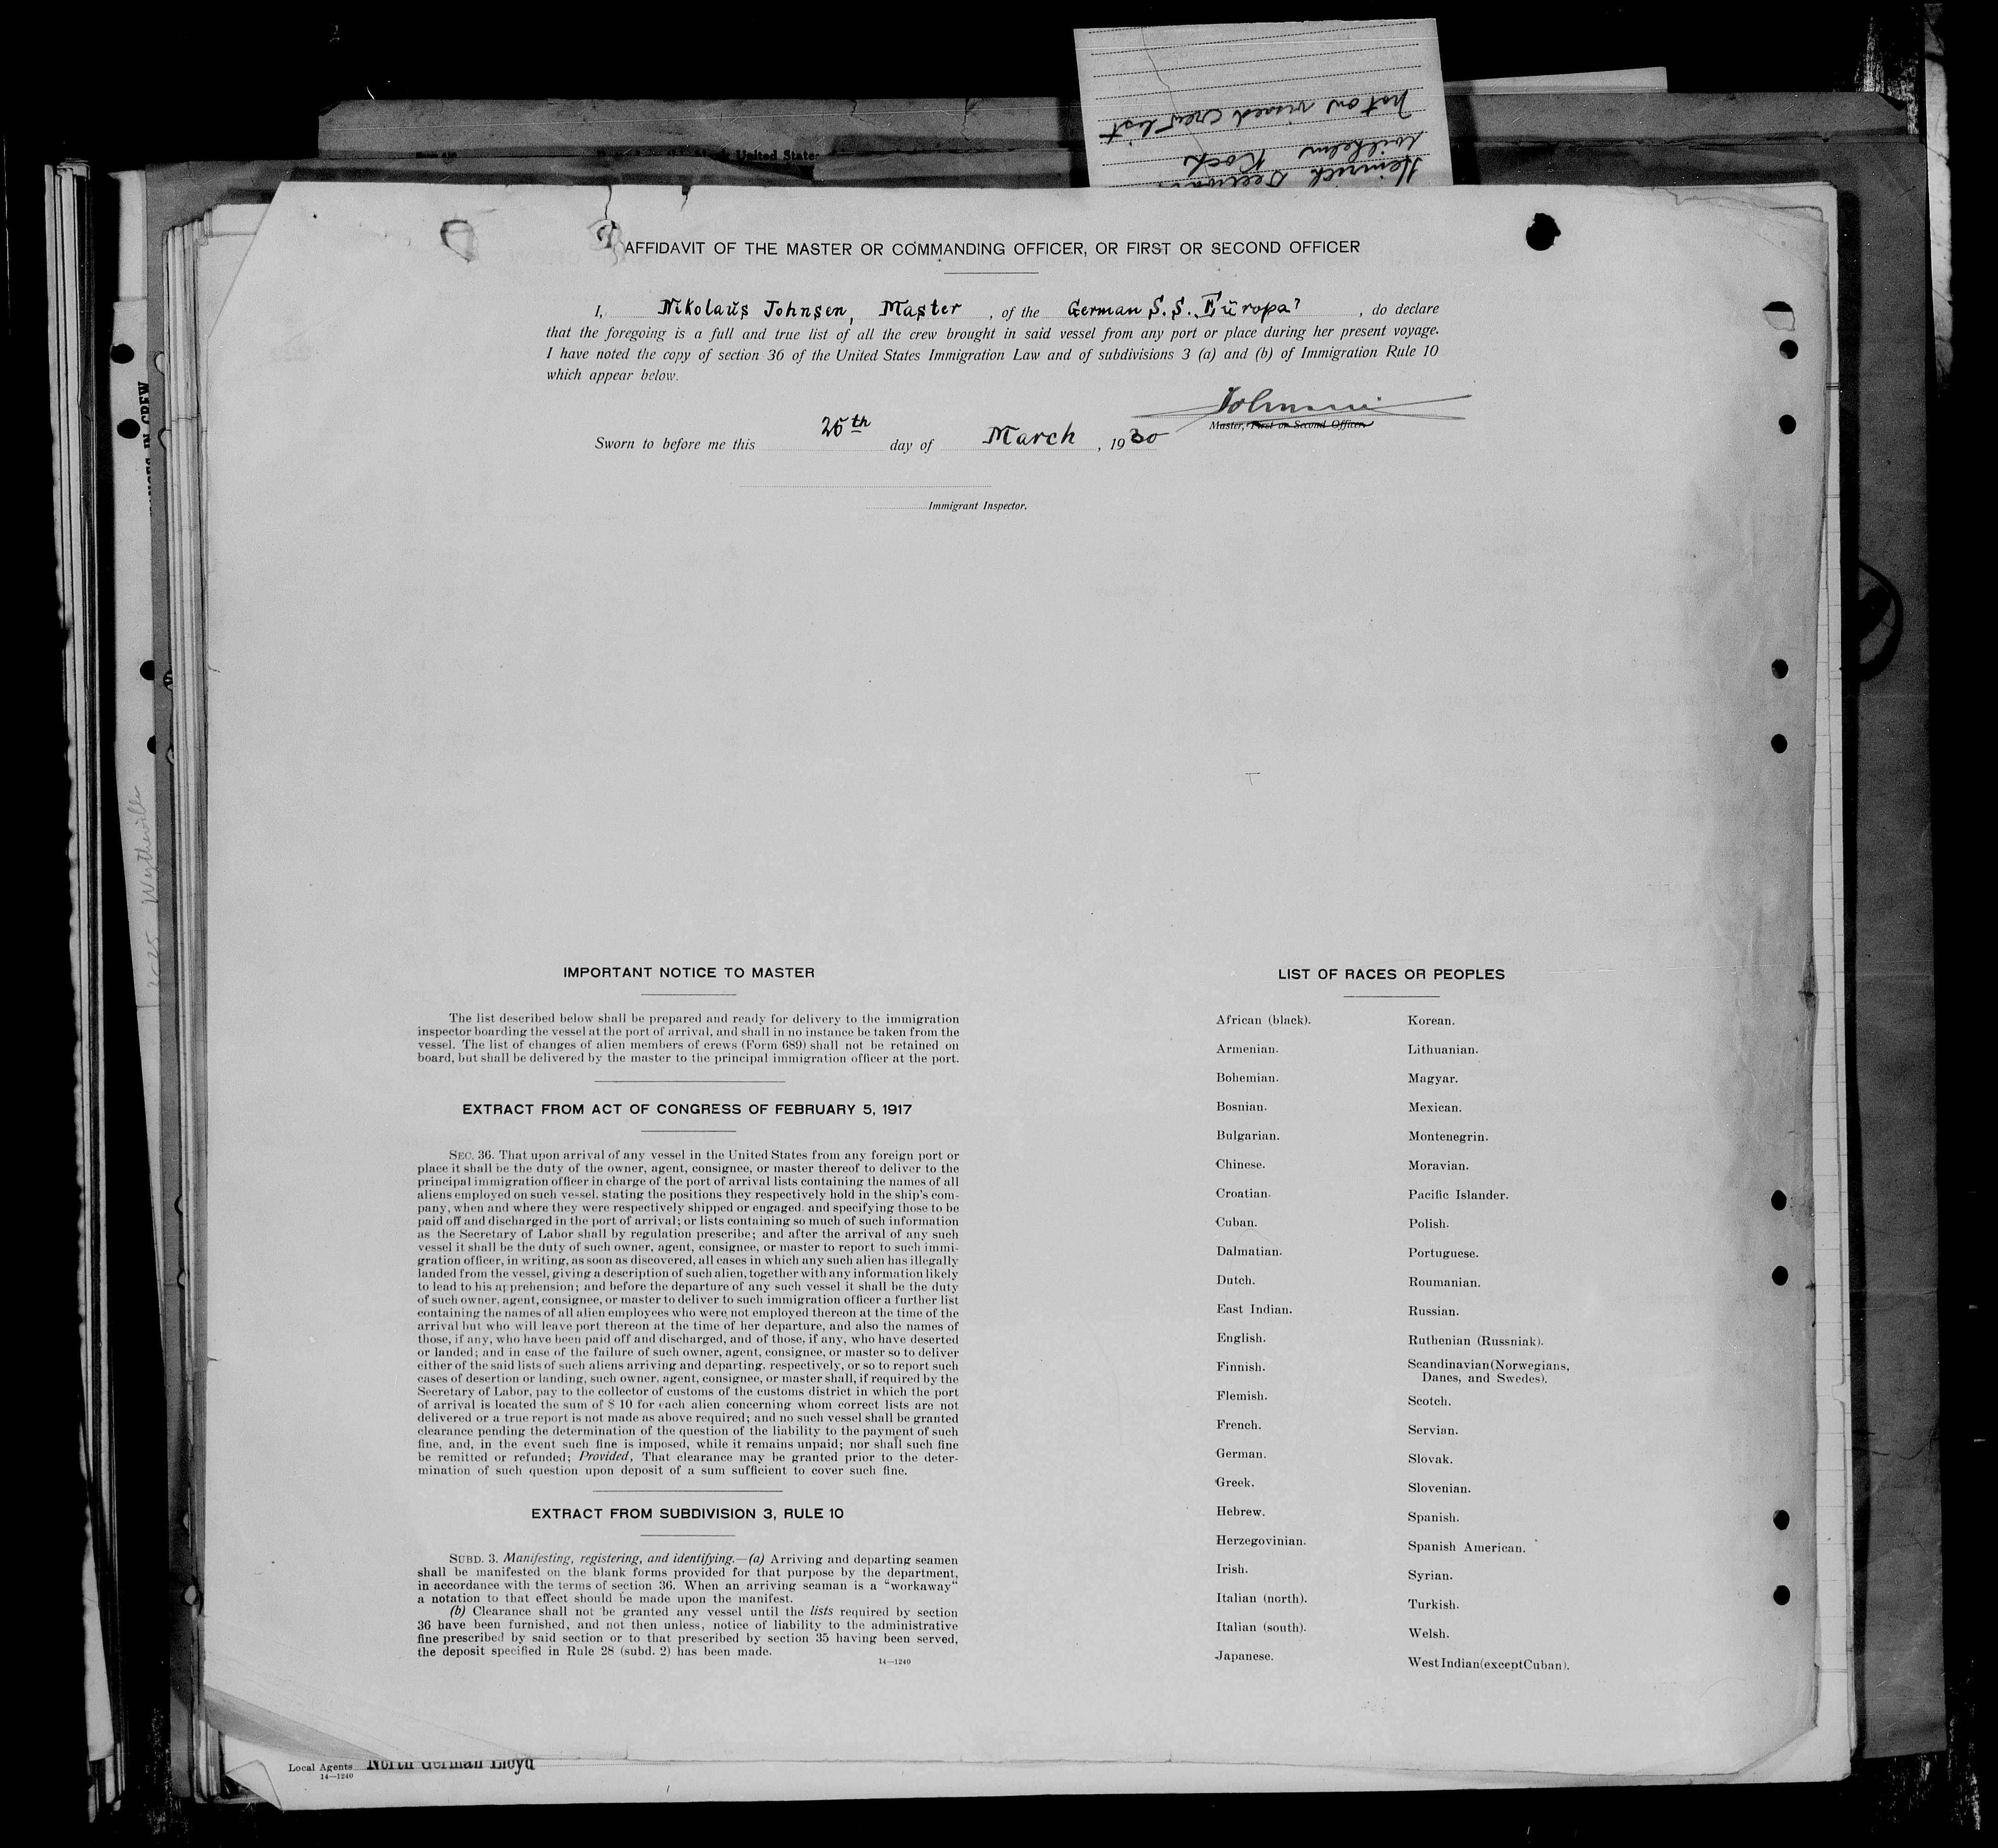 Not on visaed Crew List
Wilhelm Koch
Heinrich
United States
AFFIDAVIT OF THE MASTER OR COMMANDING OFFICER, OR FIRST OR SECOND OFFICER
I, Nikolaŭs Johnsen, Master, of the German S.S. „Eŭropa", do declare
that the foregoing is a full and true list of all the crew brought in said vessel from any port or place during her present voyage.
I have noted the copy of section 36 of the United States Immigration Law and of subdivisions 3 (a) and (b) of Immigration Rule 10
which appear below.
Johnsen
Master, First or Second Officer.
Sworn to before me this 25th day of March, 1930
Immigrant Inspector.
Wytheville
IMPORTANT NOTICE TO MASTER
The list described below shall be prepared and ready for delivery to the immigration
inspector boarding the vessel at the port of arrival, and shall in no instance be taken from the
vessel. The list of changes of alien members of crews (Form 689) shall not be retained on
board, but shall be delivered by the master to the principal immigration officer at the port.
EXTRACT FROM ACT OF CONGRESS OF FEBRUARY 5, 1917
SEC. 36. That upon arrival of any vessel in the United States from any foreign port or
place it shall be the duty of the owner, agent, consignee, or master thereof to deliver to the
principal immigration officer in charge of the port of arrival lists containing the names of all
aliens employed on such vessel, stating the positions they respectively hold in the ship's com-
pany, when and where they were respectively shipped or engaged, and specifying those to be
paid off and discharged in the port of arrival; or lists containing so much of such information
as the Secretary of Labor shall by regulation prescribe; and after the arrival of any such
vessel it shall be the duty of such owner, agent, consignee, or master to report to such immi-
gration officer, in writing, as soon as discovered, all cases in which any such alien has illegally
landed from the vessel, giving a description of such alien, together with any information likely
to lead to his apprehension; and before the departure of any such vessel it shall be the duty
of such owner, agent, consignee, or master to deliver to such immigration officer a further list
containing the names of all alien employees who were not employed thereon at the time of the
arrival but who will leave port thereon at the time of her departure, and also the names of
those, if any, who have been paid off and discharged, and of those, if any, who have deserted
or landed; and in case of the failure of such owner, agent, consignee, or master so to deliver
either of the said lists of such aliens arriving and departing, respectively, or so to report such
cases of desertion or landing, such owner, agent, consignee, or master shall, if required by the
Secretary of Labor, pay to the collector of customs of the customs district in which the port
of arrival is located the sum of $ 10 for each alien concerning whom correct lists are not
delivered or a true report is not made as above required; and no such vessel shall be granted
clearance pending the determination of the question of the liability to the payment of such
fine, and, in the event such fine is imposed, while it remains unpaid; nor shall such fine
be remitted or refunded; Provided, That clearance may be granted prior to the deter-
mination of such question upon deposit of a sum sufficient to cover such fine.
EXTRACT FROM SUBDIVISION 3, RULE 10
SUBD. 3. Manifesting, registering, and identifying.—(a) Arriving and departing seamen
shall be manifested on the blank forms provided for that purpose by the department,
in accordance with the terms of section 36. When an arriving seaman is a "workaway"
a notation to that effect should be made upon the manifest.
(b) Clearance shall not be granted any vessel until the lists required by section
36 have been furnished, and not then unless, notice of liability to the administrative
fine prescribed by said section or to that prescribed by section 35 having been served,
the deposit specified in Rule 28 (subd. 2) has been made.
14—1240
LIST OF RACES OR PEOPLES
African (black).
Armenian.
Bohemian.
Bosnian.
Bulgarian.
Chinese.
Croatian.
Cuban.
Dalmatian.
Dutch.
East Indian.
English.
Finnish.
Flemish.
French.
German.
Greek.
Hebrew.
Herzegovinian.
Irish.
Italian (north).
Italian (south).
Japanese.
Korean.
Lithuanian.
Magyar.
Mexican.
Montenegrin.
Moravian.
Pacific Islander.
Polish.
Portuguese.
Roumanian.
Russian.
Ruthenian (Russniak).
Scandinavian (Norwegians,
Danes, and Swedes).
Scotch.
Servian.
Slovak.
Slovenian.
Spanish.
Spanish American.
Syrian.
Turkish.
Welsh.
West Indian (except Cuban).
Local Agents North German Lloyd
14—1240